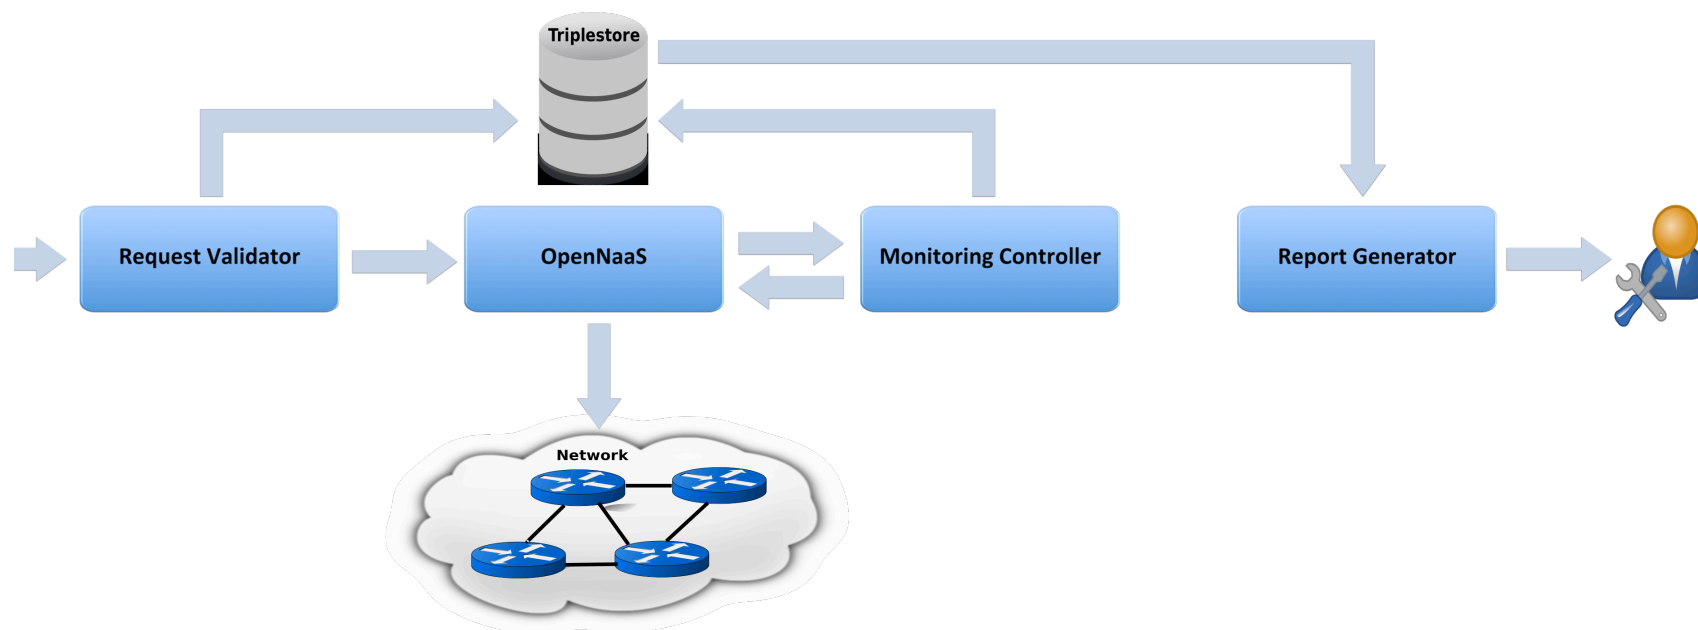 Triplestore
Request Validator
OpenNaaS
Monitoring Controller
Report Generator
Network